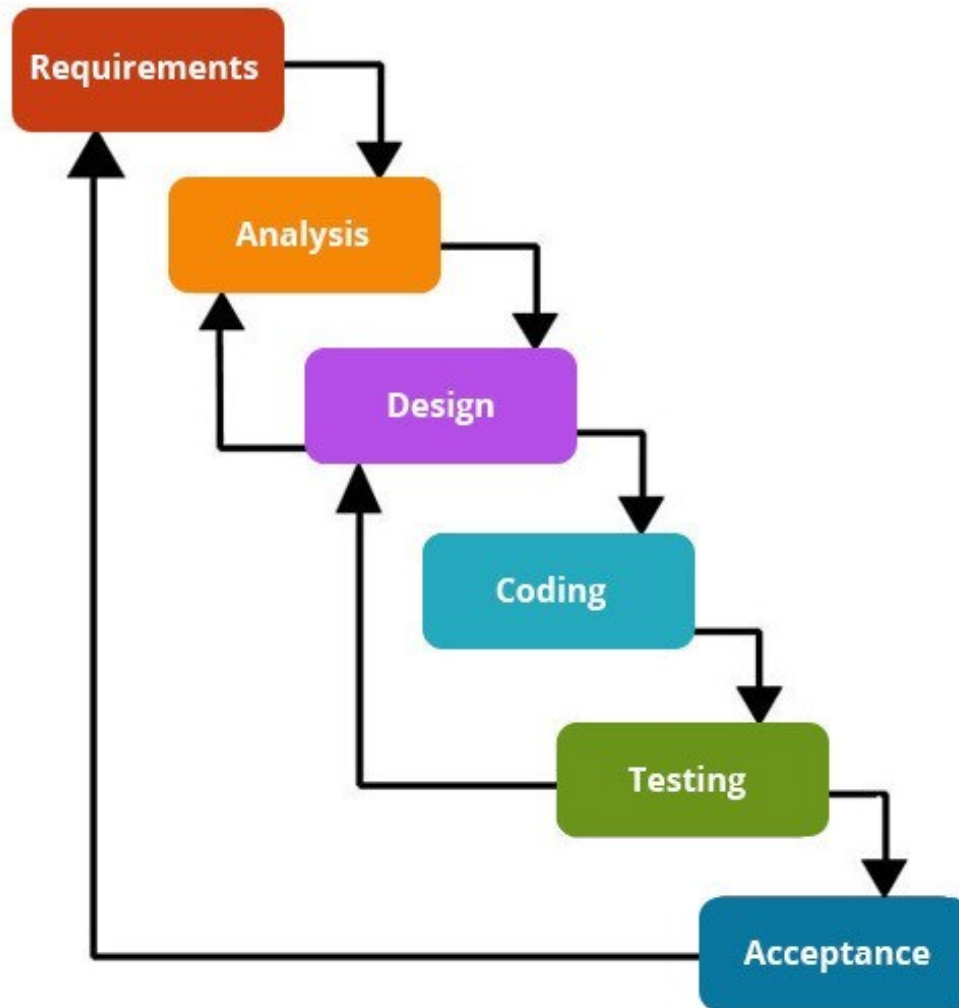 Requirements
Analysis
Design
Coding
Testing
Acceptance